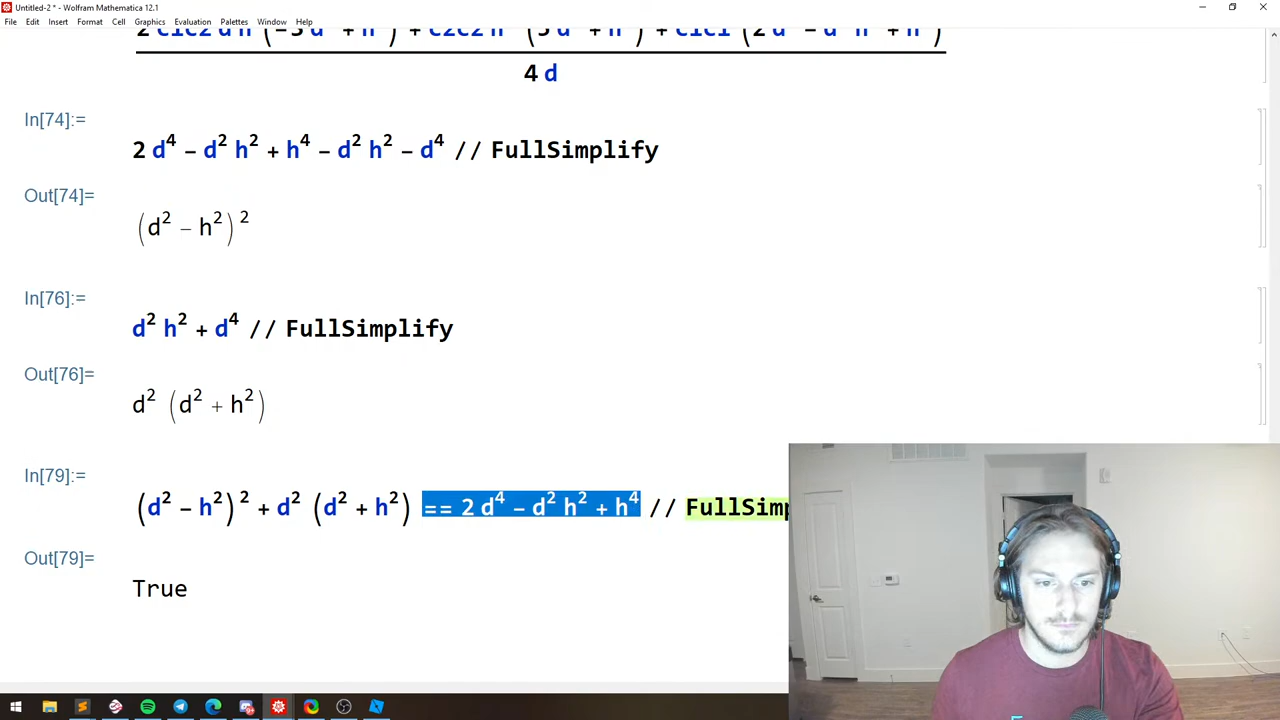 Untitled-2 * - Wolfram Mathematica 12.1
File Edit Insert Format Cell Graphics Evaluation Palettes Window Help
4 d
In[74]:=
2 d⁴ − d² h² + h⁴ − d² h² − d⁴ // FullSimplify
Out[74]=
(d² − h²)²
In[76]:=
d² h² + d⁴ // FullSimplify
Out[76]=
d² (d² + h²)
In[79]:=
(d² − h²)² + d² (d² + h²) == 2 d⁴ − d² h² + h⁴ // FullSimp
Out[79]=
True